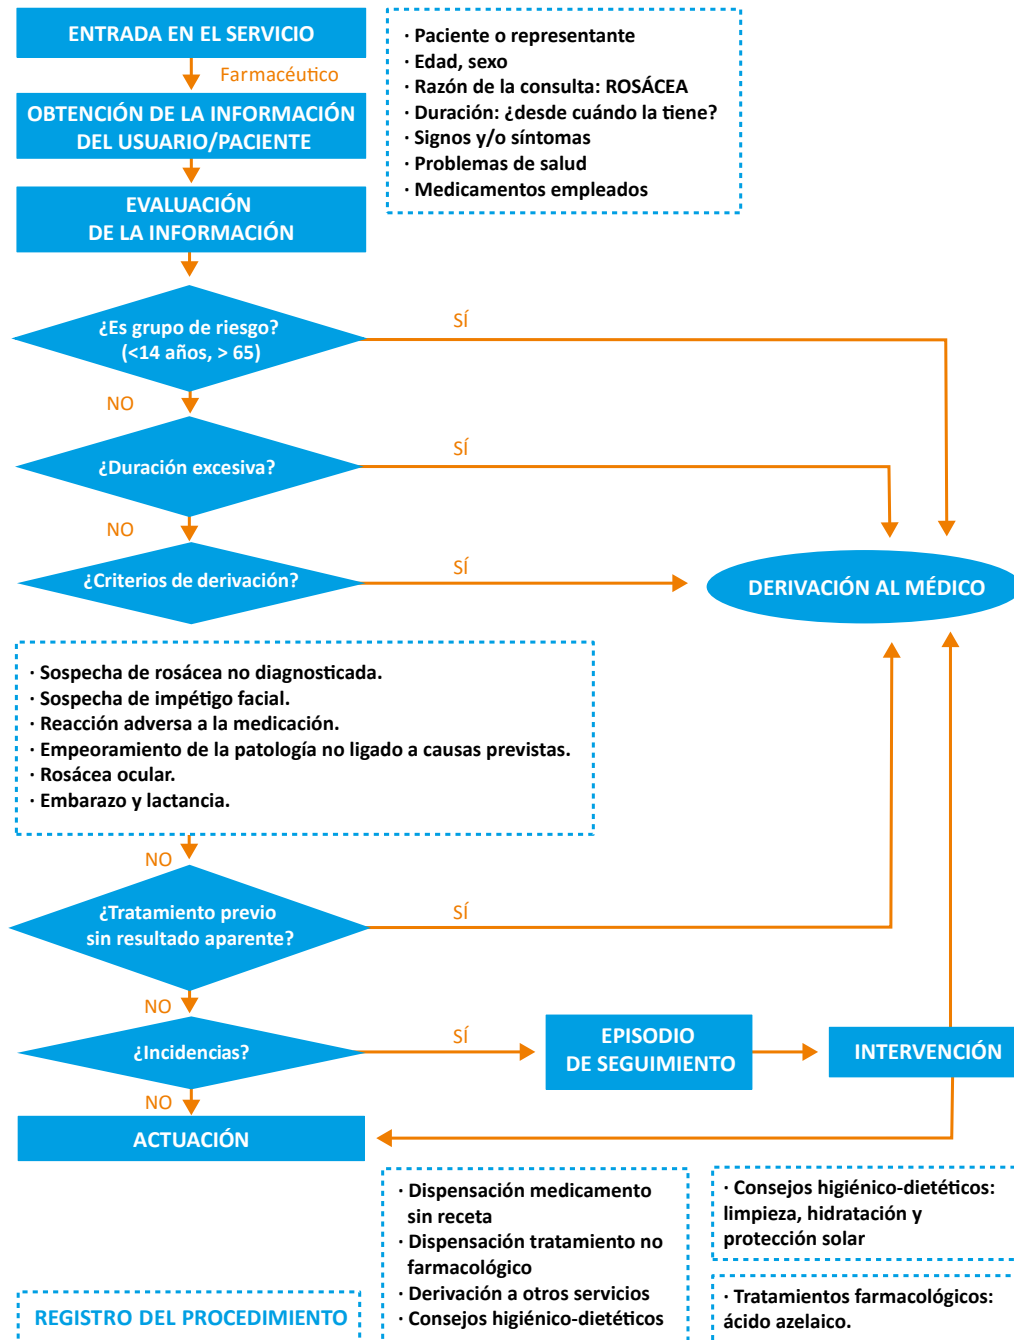 ENTRADA EN EL SERVICIO
Farmacéutico
OBTENCIÓN DE LA INFORMACIÓN
DEL USUARIO/PACIENTE
EVALUACIÓN
DE LA INFORMACIÓN
· Paciente o representante
· Edad, sexo
· Razón de la consulta: ROSÁCEA
· Duración: ¿desde cuándo la tiene?
· Signos y/o síntomas
· Problemas de salud
· Medicamentos empleados
¿Es grupo de riesgo?
(<14 años, > 65)
SÍ
NO
¿Duración excesiva?
SÍ
NO
¿Criterios de derivación?
SÍ
DERIVACIÓN AL MÉDICO
· Sospecha de rosácea no diagnosticada.
· Sospecha de impétigo facial.
· Reacción adversa a la medicación.
· Empeoramiento de la patología no ligado a causas previstas.
· Rosácea ocular.
· Embarazo y lactancia.
NO
¿Tratamiento previo
sin resultado aparente?
SÍ
NO
¿Incidencias?
SÍ
EPISODIO
DE SEGUIMIENTO
INTERVENCIÓN
NO
ACTUACIÓN
· Dispensación medicamento
sin receta
· Dispensación tratamiento no
farmacológico
· Derivación a otros servicios
· Consejos higiénico-dietéticos
· Consejos higiénico-dietéticos:
limpieza, hidratación y
protección solar
· Tratamientos farmacológicos:
ácido azelaico.
REGISTRO DEL PROCEDIMIENTO